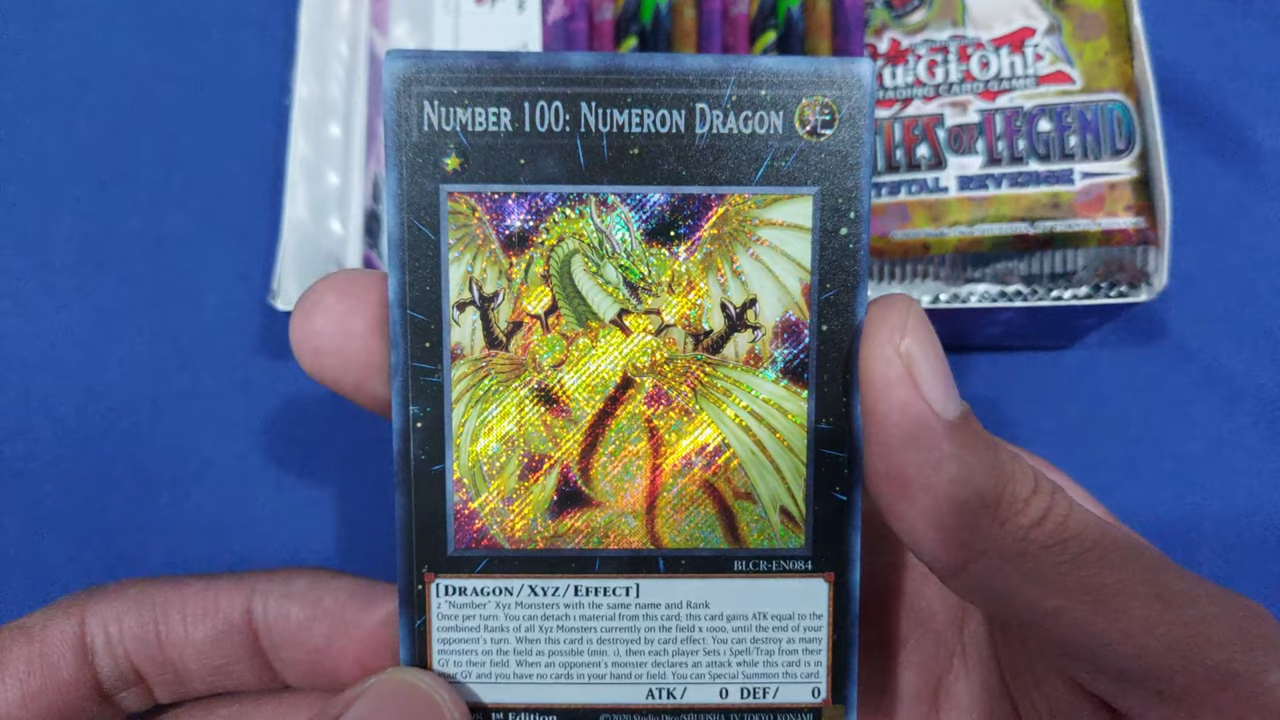 Yu-Gi-Oh!
TRADING CARD GAME
OF LEGEND
CRYSTAL REVENGE
NUMBER 100: NUMERON DRAGON
光
BLCR-EN084
[DRAGON/XYZ/EFFECT]
2 "Number" Xyz Monsters with the same name and Rank
Once per turn: You can detach 1 material from this card; this card gains ATK equal to the
combined Ranks of all Xyz Monsters currently on the field x 1000, until the end of your
opponent's turn. When this card is destroyed by card effect: You can destroy as many
monsters on the field as possible (min. 1), then each player Sets 1 Spell/Trap from their
GY to their field. When an opponent's monster declares an attack while this card is in
your GY and you have no cards in your hand or field: You can Special Summon this card.
ATK/ 0 DEF/ 0
1st Edition
©2020 Studio Dice/SHUEISHA, TV TOKYO, KONAMI